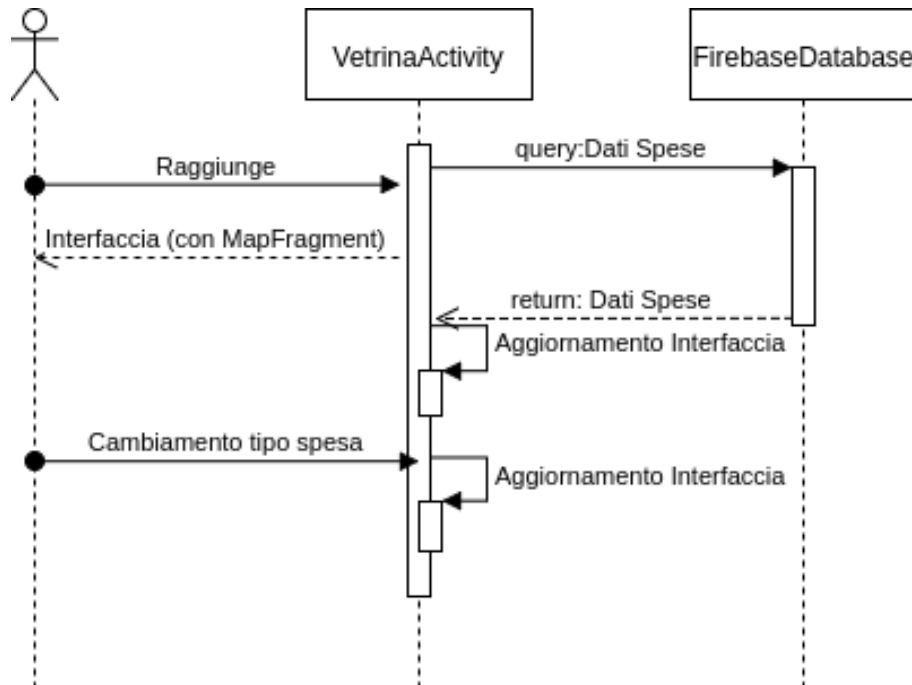 VetrinaActivity
FirebaseDatabase
query:Dati Spese
Raggiunge
Interfaccia (con MapFragment)
return: Dati Spese
Aggiornamento Interfaccia
Cambiamento tipo spesa
Aggiornamento Interfaccia